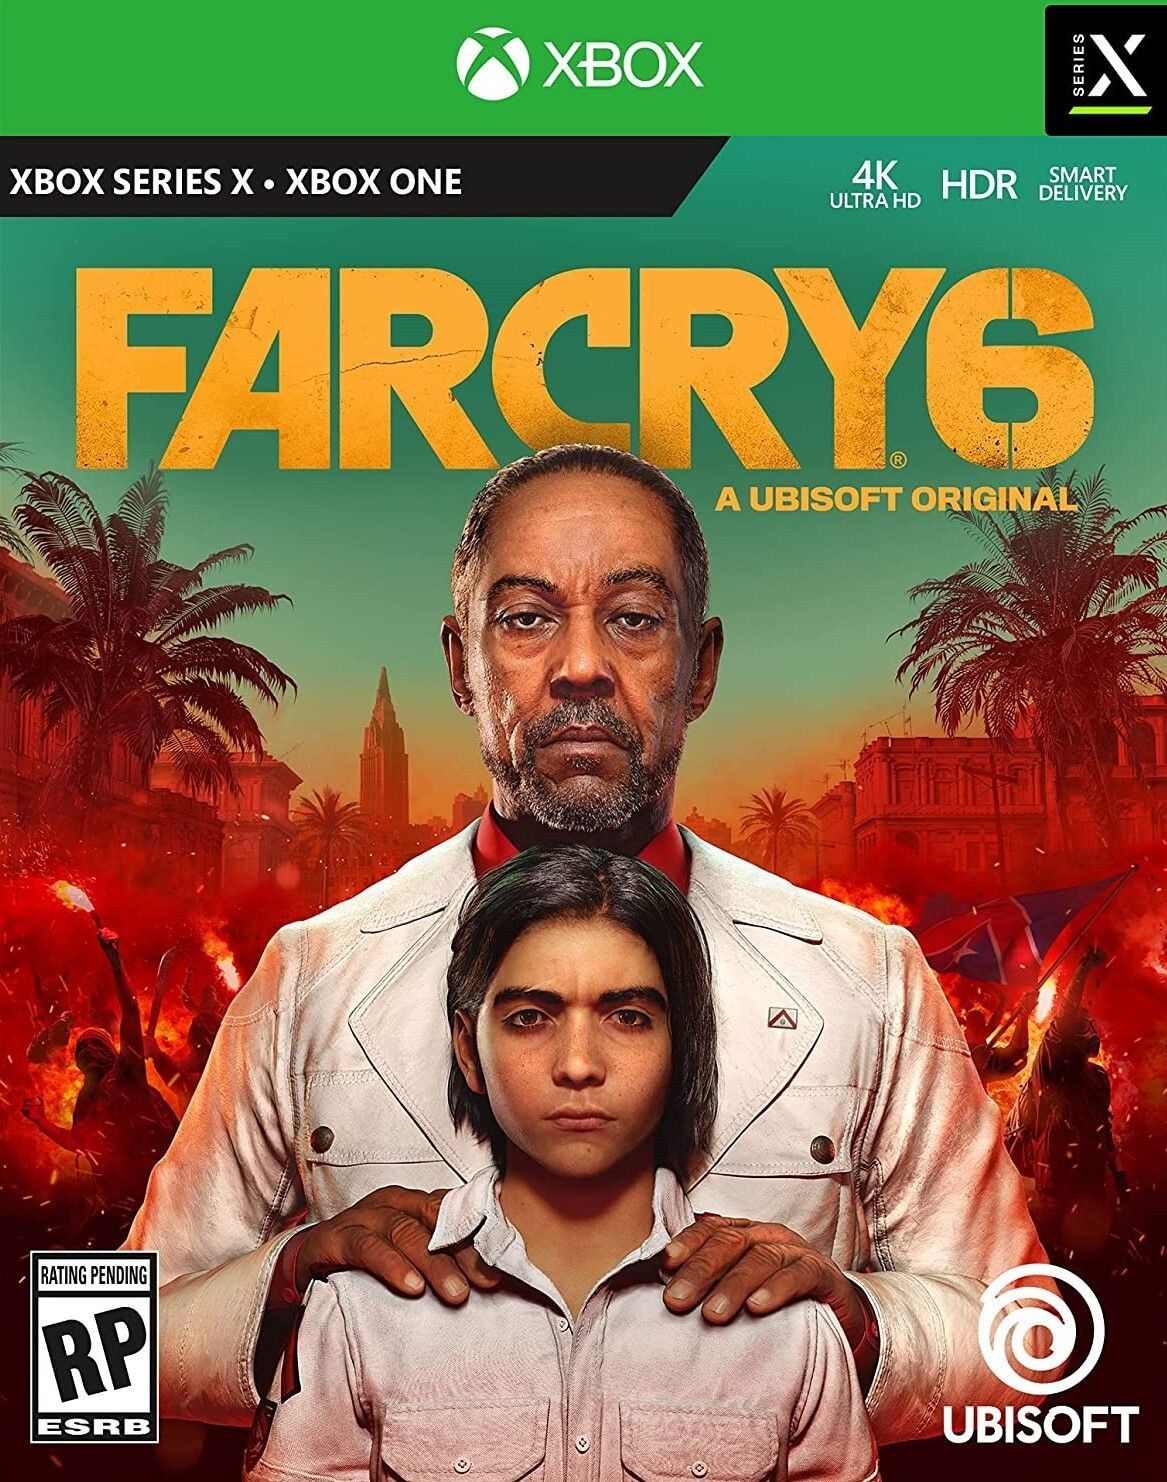 XBOX
SERIES X
XBOX SERIES X • XBOX ONE
4K
ULTRA HD
HDR
SMART
DELIVERY
FARCRY6®
A UBISOFT ORIGINAL
RATING PENDING
RP
ESRB
UBISOFT